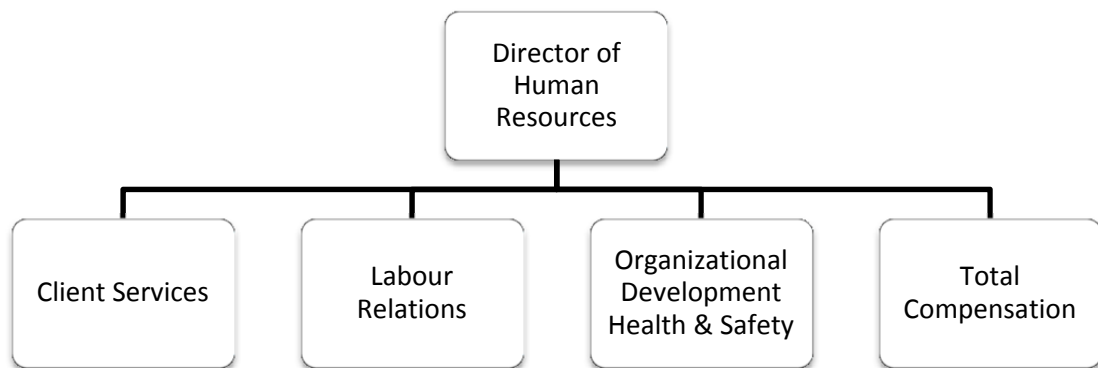 Director of
Human
Resources
Client Services
Labour
Relations
Organizational
Development
Health & Safety
Total
Compensation